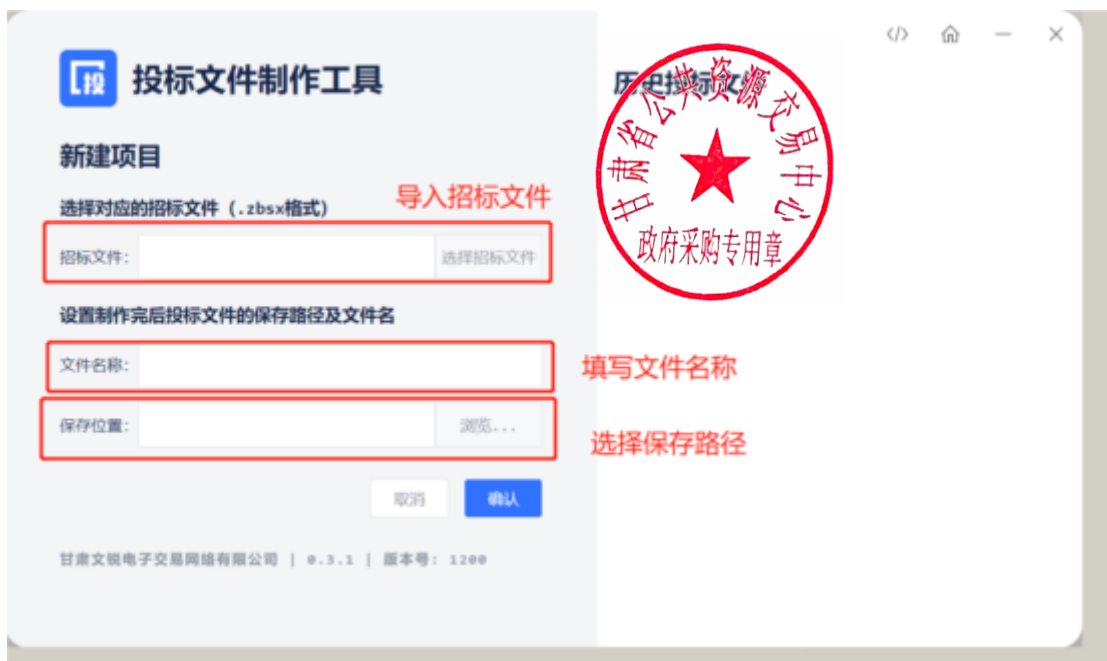 投标文件制作工具
新建项目
选择对应的招标文件（.zbsx格式）
导入招标文件
招标文件：
选择招标文件
设置制作完后投标文件的保存路径及文件名
文件名称：
填写文件名称
保存位置：
浏览...
选择保存路径
取消
确认
甘肃文锐电子交易网络有限公司 | 0.3.1 | 版本号: 1200
</>
历史投标文件
甘肃省公共资源交易中心
政府采购专用章
投